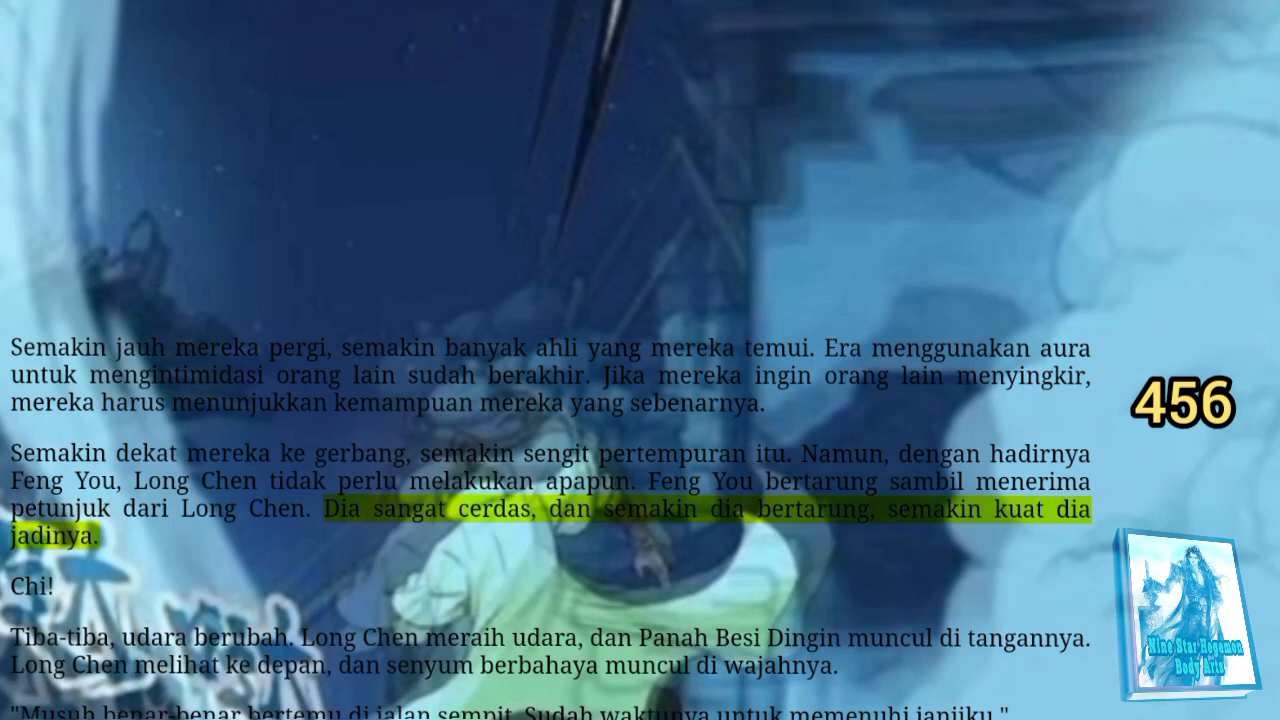 Semakin jauh mereka pergi, semakin banyak ahli yang mereka temui. Era menggunakan aura
untuk mengintimidasi orang lain sudah berakhir. Jika mereka ingin orang lain menyingkir,
mereka harus menunjukkan kemampuan mereka yang sebenarnya.
Semakin dekat mereka ke gerbang, semakin sengit pertempuran itu. Namun, dengan hadirnya
Feng You, Long Chen tidak perlu melakukan apapun. Feng You bertarung sambil menerima
petunjuk dari Long Chen. Dia sangat cerdas, dan semakin dia bertarung, semakin kuat dia
jadinya.
Chi!
Tiba-tiba, udara berubah. Long Chen meraih udara, dan Panah Besi Dingin muncul di tangannya.
Long Chen melihat ke depan, dan senyum berbahaya muncul di wajahnya.
"Musuh benar-benar bertemu di jalan sempit. Sudah waktunya untuk memenuhi janjiku."
456
Nine Star Hegemon
Body Arts